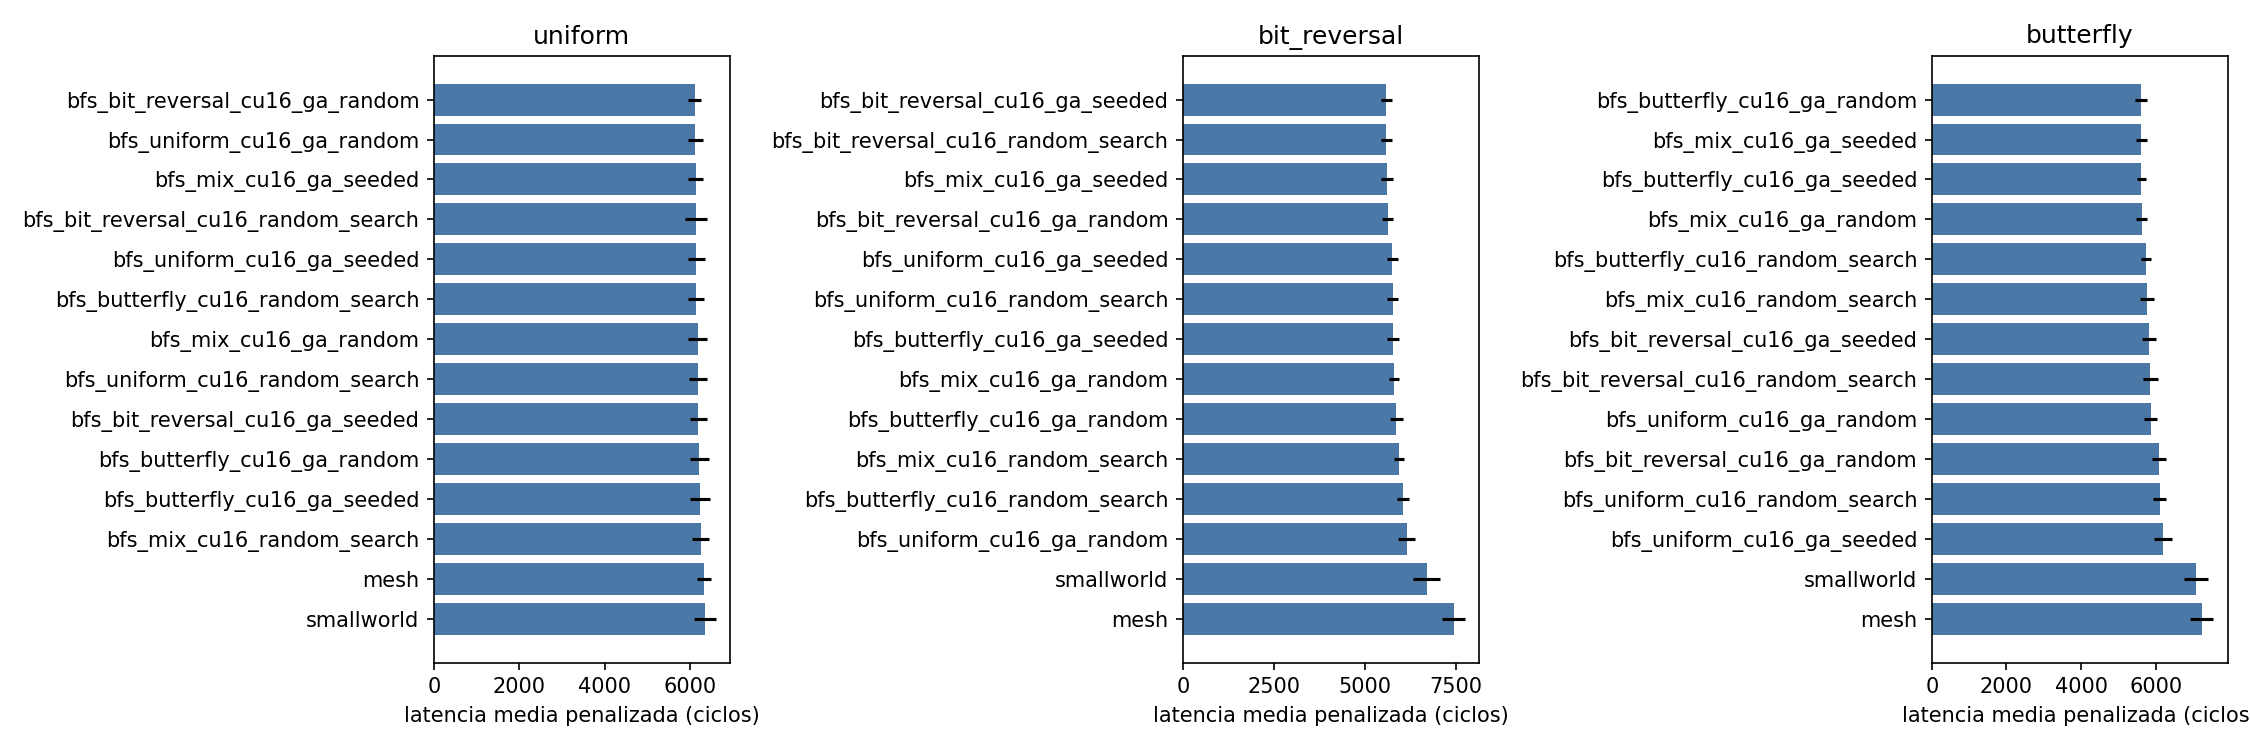 uniform
bfs_bit_reversal_cu16_ga_random
bfs_uniform_cu16_ga_random
bfs_mix_cu16_ga_seeded
bfs_bit_reversal_cu16_random_search
bfs_uniform_cu16_ga_seeded
bfs_butterfly_cu16_random_search
bfs_mix_cu16_ga_random
bfs_uniform_cu16_random_search
bfs_bit_reversal_cu16_ga_seeded
bfs_butterfly_cu16_ga_random
bfs_butterfly_cu16_ga_seeded
bfs_mix_cu16_random_search
mesh
smallworld
0 2000 4000 6000
latencia media penalizada (ciclos)
bit_reversal
bfs_bit_reversal_cu16_ga_seeded
bfs_bit_reversal_cu16_random_search
bfs_mix_cu16_ga_seeded
bfs_bit_reversal_cu16_ga_random
bfs_uniform_cu16_ga_seeded
bfs_uniform_cu16_random_search
bfs_butterfly_cu16_ga_seeded
bfs_mix_cu16_ga_random
bfs_butterfly_cu16_ga_random
bfs_mix_cu16_random_search
bfs_butterfly_cu16_random_search
bfs_uniform_cu16_ga_random
smallworld
mesh
0 2500 5000 7500
latencia media penalizada (ciclos)
butterfly
bfs_butterfly_cu16_ga_random
bfs_mix_cu16_ga_seeded
bfs_butterfly_cu16_ga_seeded
bfs_mix_cu16_ga_random
bfs_butterfly_cu16_random_search
bfs_mix_cu16_random_search
bfs_bit_reversal_cu16_ga_seeded
bfs_bit_reversal_cu16_random_search
bfs_uniform_cu16_ga_random
bfs_bit_reversal_cu16_ga_random
bfs_uniform_cu16_random_search
bfs_uniform_cu16_ga_seeded
smallworld
mesh
0 2000 4000 6000
latencia media penalizada (ciclos